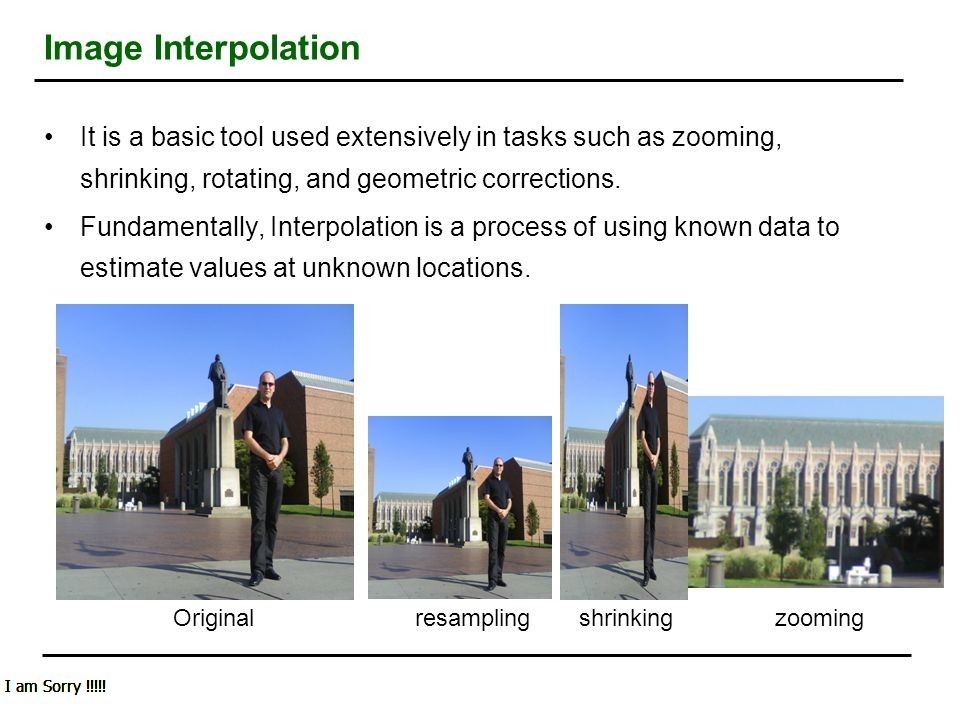 Image Interpolation
• It is a basic tool used extensively in tasks such as zooming,
shrinking, rotating, and geometric corrections.
• Fundamentally, Interpolation is a process of using known data to
estimate values at unknown locations.
Original resampling shrinking zooming
I am Sorry !!!!!